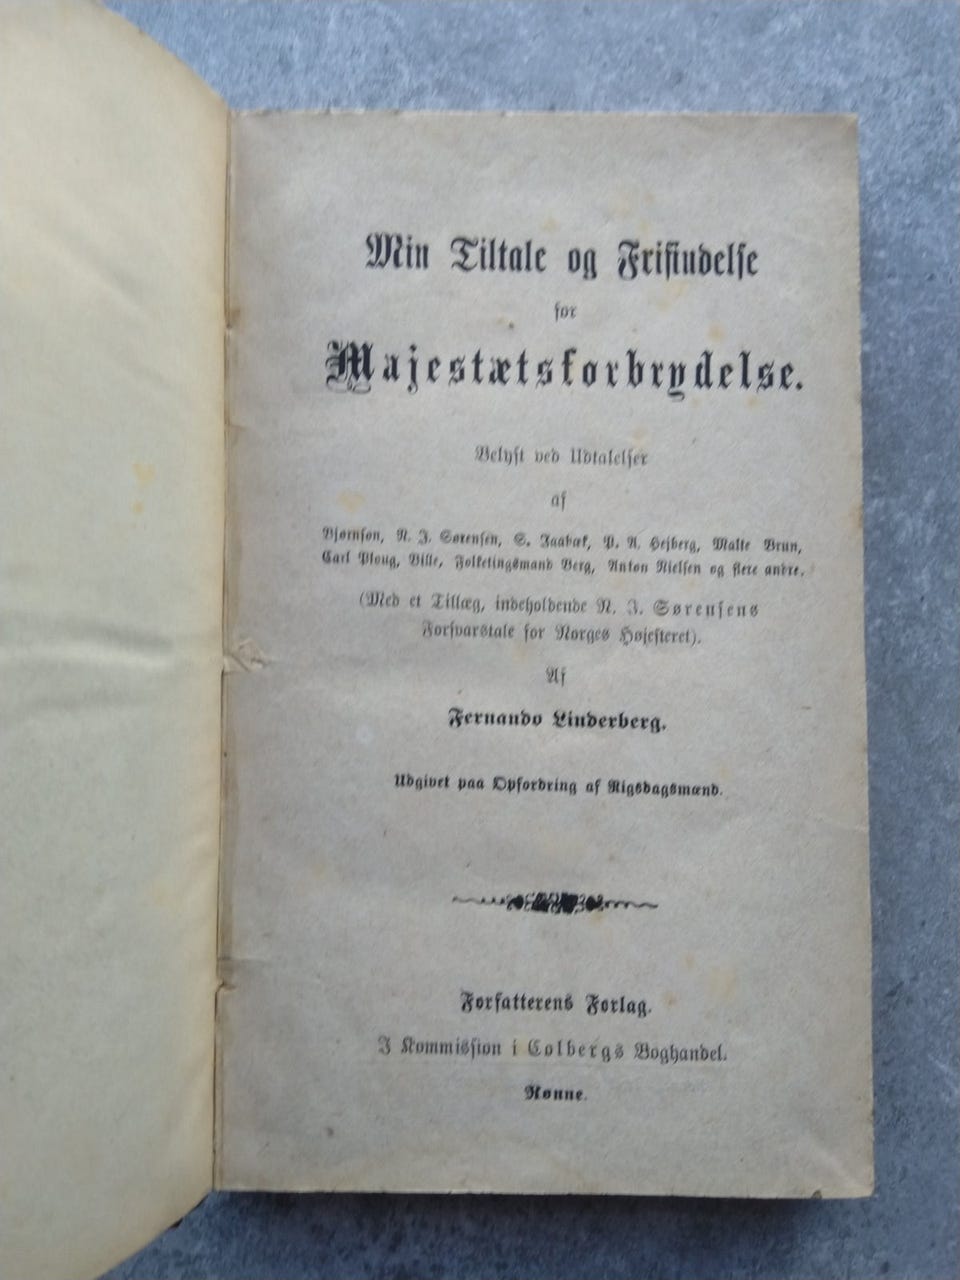 Min Tiltale og Frifindelse
for
Majestætsforbrydelse.
Belyst ved Udtalelser
af
Bjørnson, N. J. Sørensen, S. Jaabæk, P. A. Hejberg, Malte Brun,
Carl Ploug, Bille, Folketingsmand Berg, Anton Nielsen og flere andre.
(Med et Tillæg, indeholdende N. J. Sørensens
Forsvarstale for Norges Højesteret).
Af
Fernando Linderberg.
Udgivet paa Opfordring af Rigsdagsmænd.
Forfatterens Forlag.
I Kommission i Colbergs Boghandel.
Rønne.